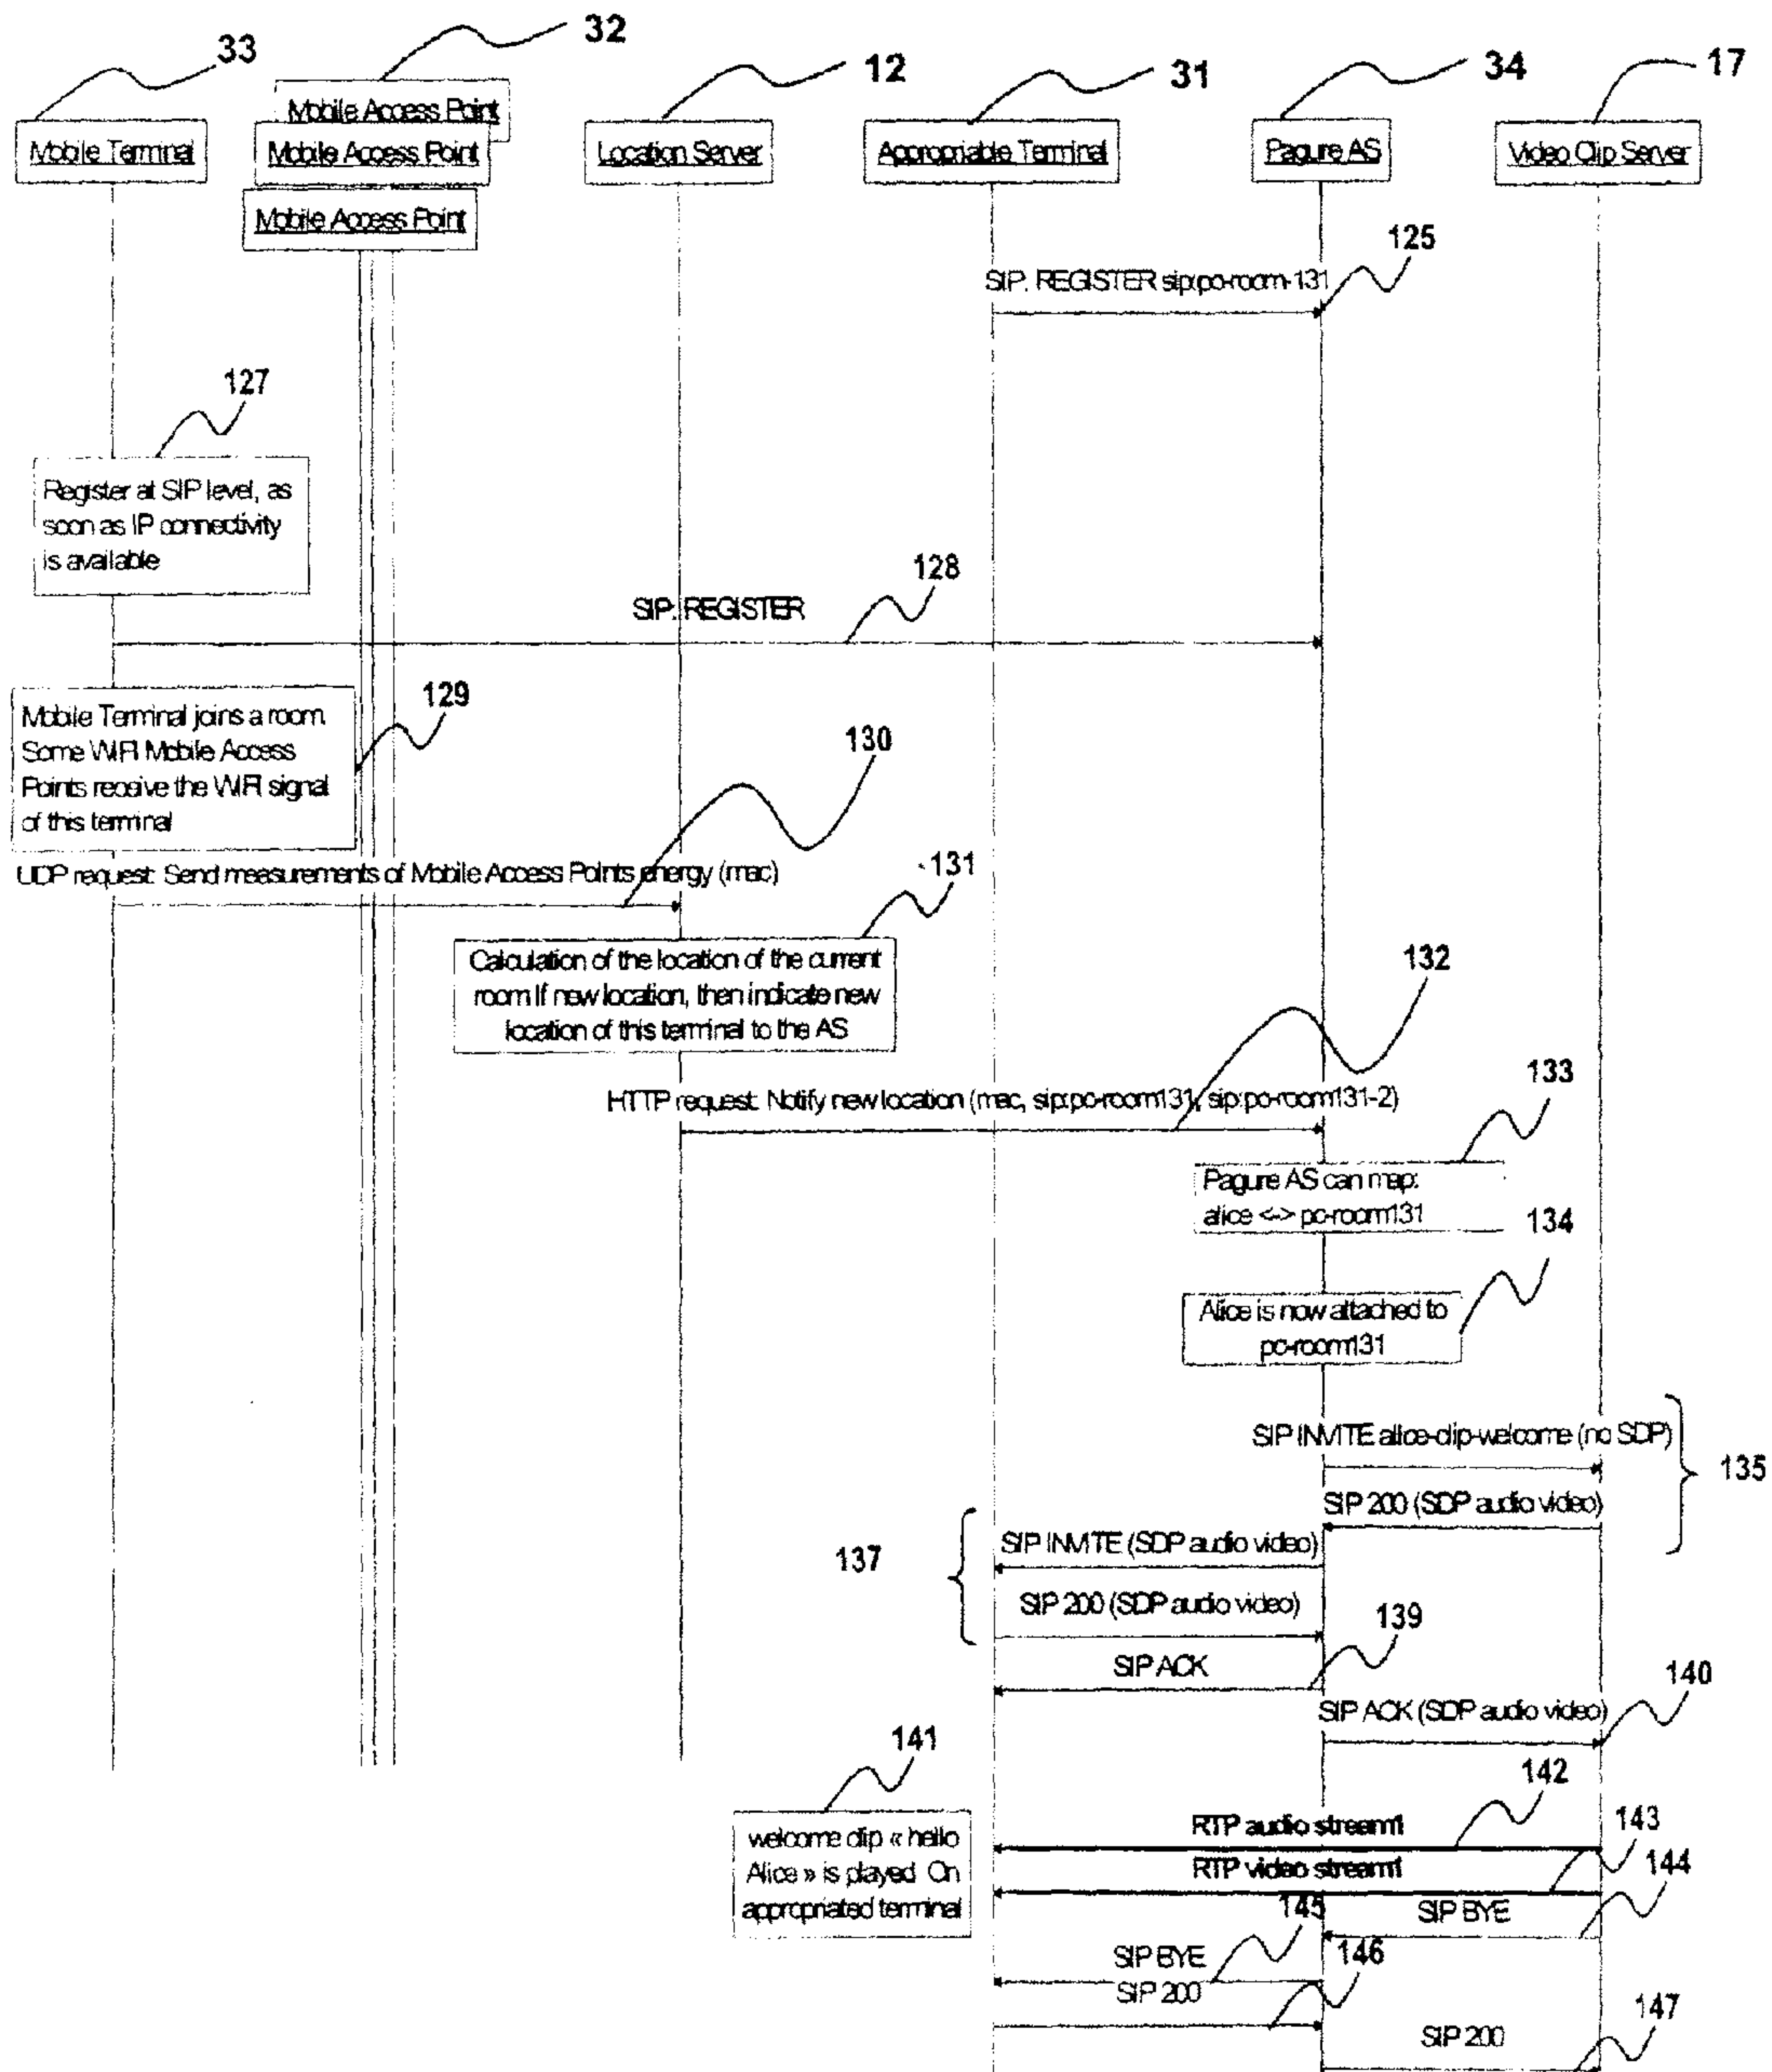 33
32
12
31
34
17
Mobile Access Point
Mobile Terminal
Mobile Access Point
Location Server
Appropriable Terminal
Pagure AS
Video Clip Server
Mobile Access Point
125
SIP: REGISTER sip:pc-room-131
127
Register at SIP level, as
soon as IP connectivity
is available
128
SIP: REGISTER
129
Mobile Terminal joins a room.
Some WiFi Mobile Access
Points receive the WiFi signal
of this terminal
130
UDP request: Send measurements of Mobile Access Points energy (mac)
131
Calculation of the location of the current
room. If new location, then indicate new
location of this terminal to the AS
132
HTTP request: Notify new location (mac, sip:pc-room131, sip:pc-room131-2)
133
Pagure AS can map:
alice <-> pc-room131
134
Alice is now attached to
pc-room131
SIP INVITE alice-clip-welcome (no SDP)
135
SIP 200 (SDP audio video)
137
SIP INVITE (SDP audio video)
SIP 200 (SDP audio video)
139
SIP ACK
140
SIP ACK (SDP audio video)
141
welcome clip « hello
Alice » is played. On
appropriated terminal
142
RTP audio stream1
143
RTP video stream1
144
SIP BYE
145
SIP BYE
146
SIP 200
147
SIP 200